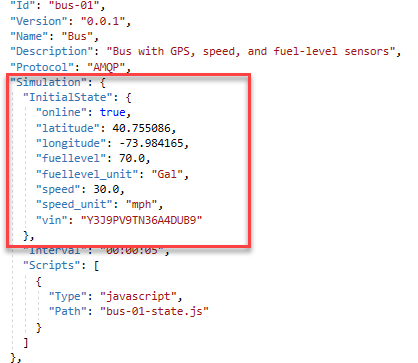 "Id": "bus-01",
"Version": "0.0.1",
"Name": "Bus",
"Description": "Bus with GPS, speed, and fuel-level sensors",
"Protocol": "AMQP",
"Simulation": {
"InitialState": {
"online": true,
"latitude": 40.755086,
"longitude": -73.984165,
"fuellevel": 70.0,
"fuellevel_unit": "Gal",
"speed": 30.0,
"speed_unit": "mph",
"vin": "Y3J9PV9TN36A4DUB9"
},
"Interval": "00:00:05",
"Scripts": [
{
"Type": "javascript",
"Path": "bus-01-state.js"
}
]
},